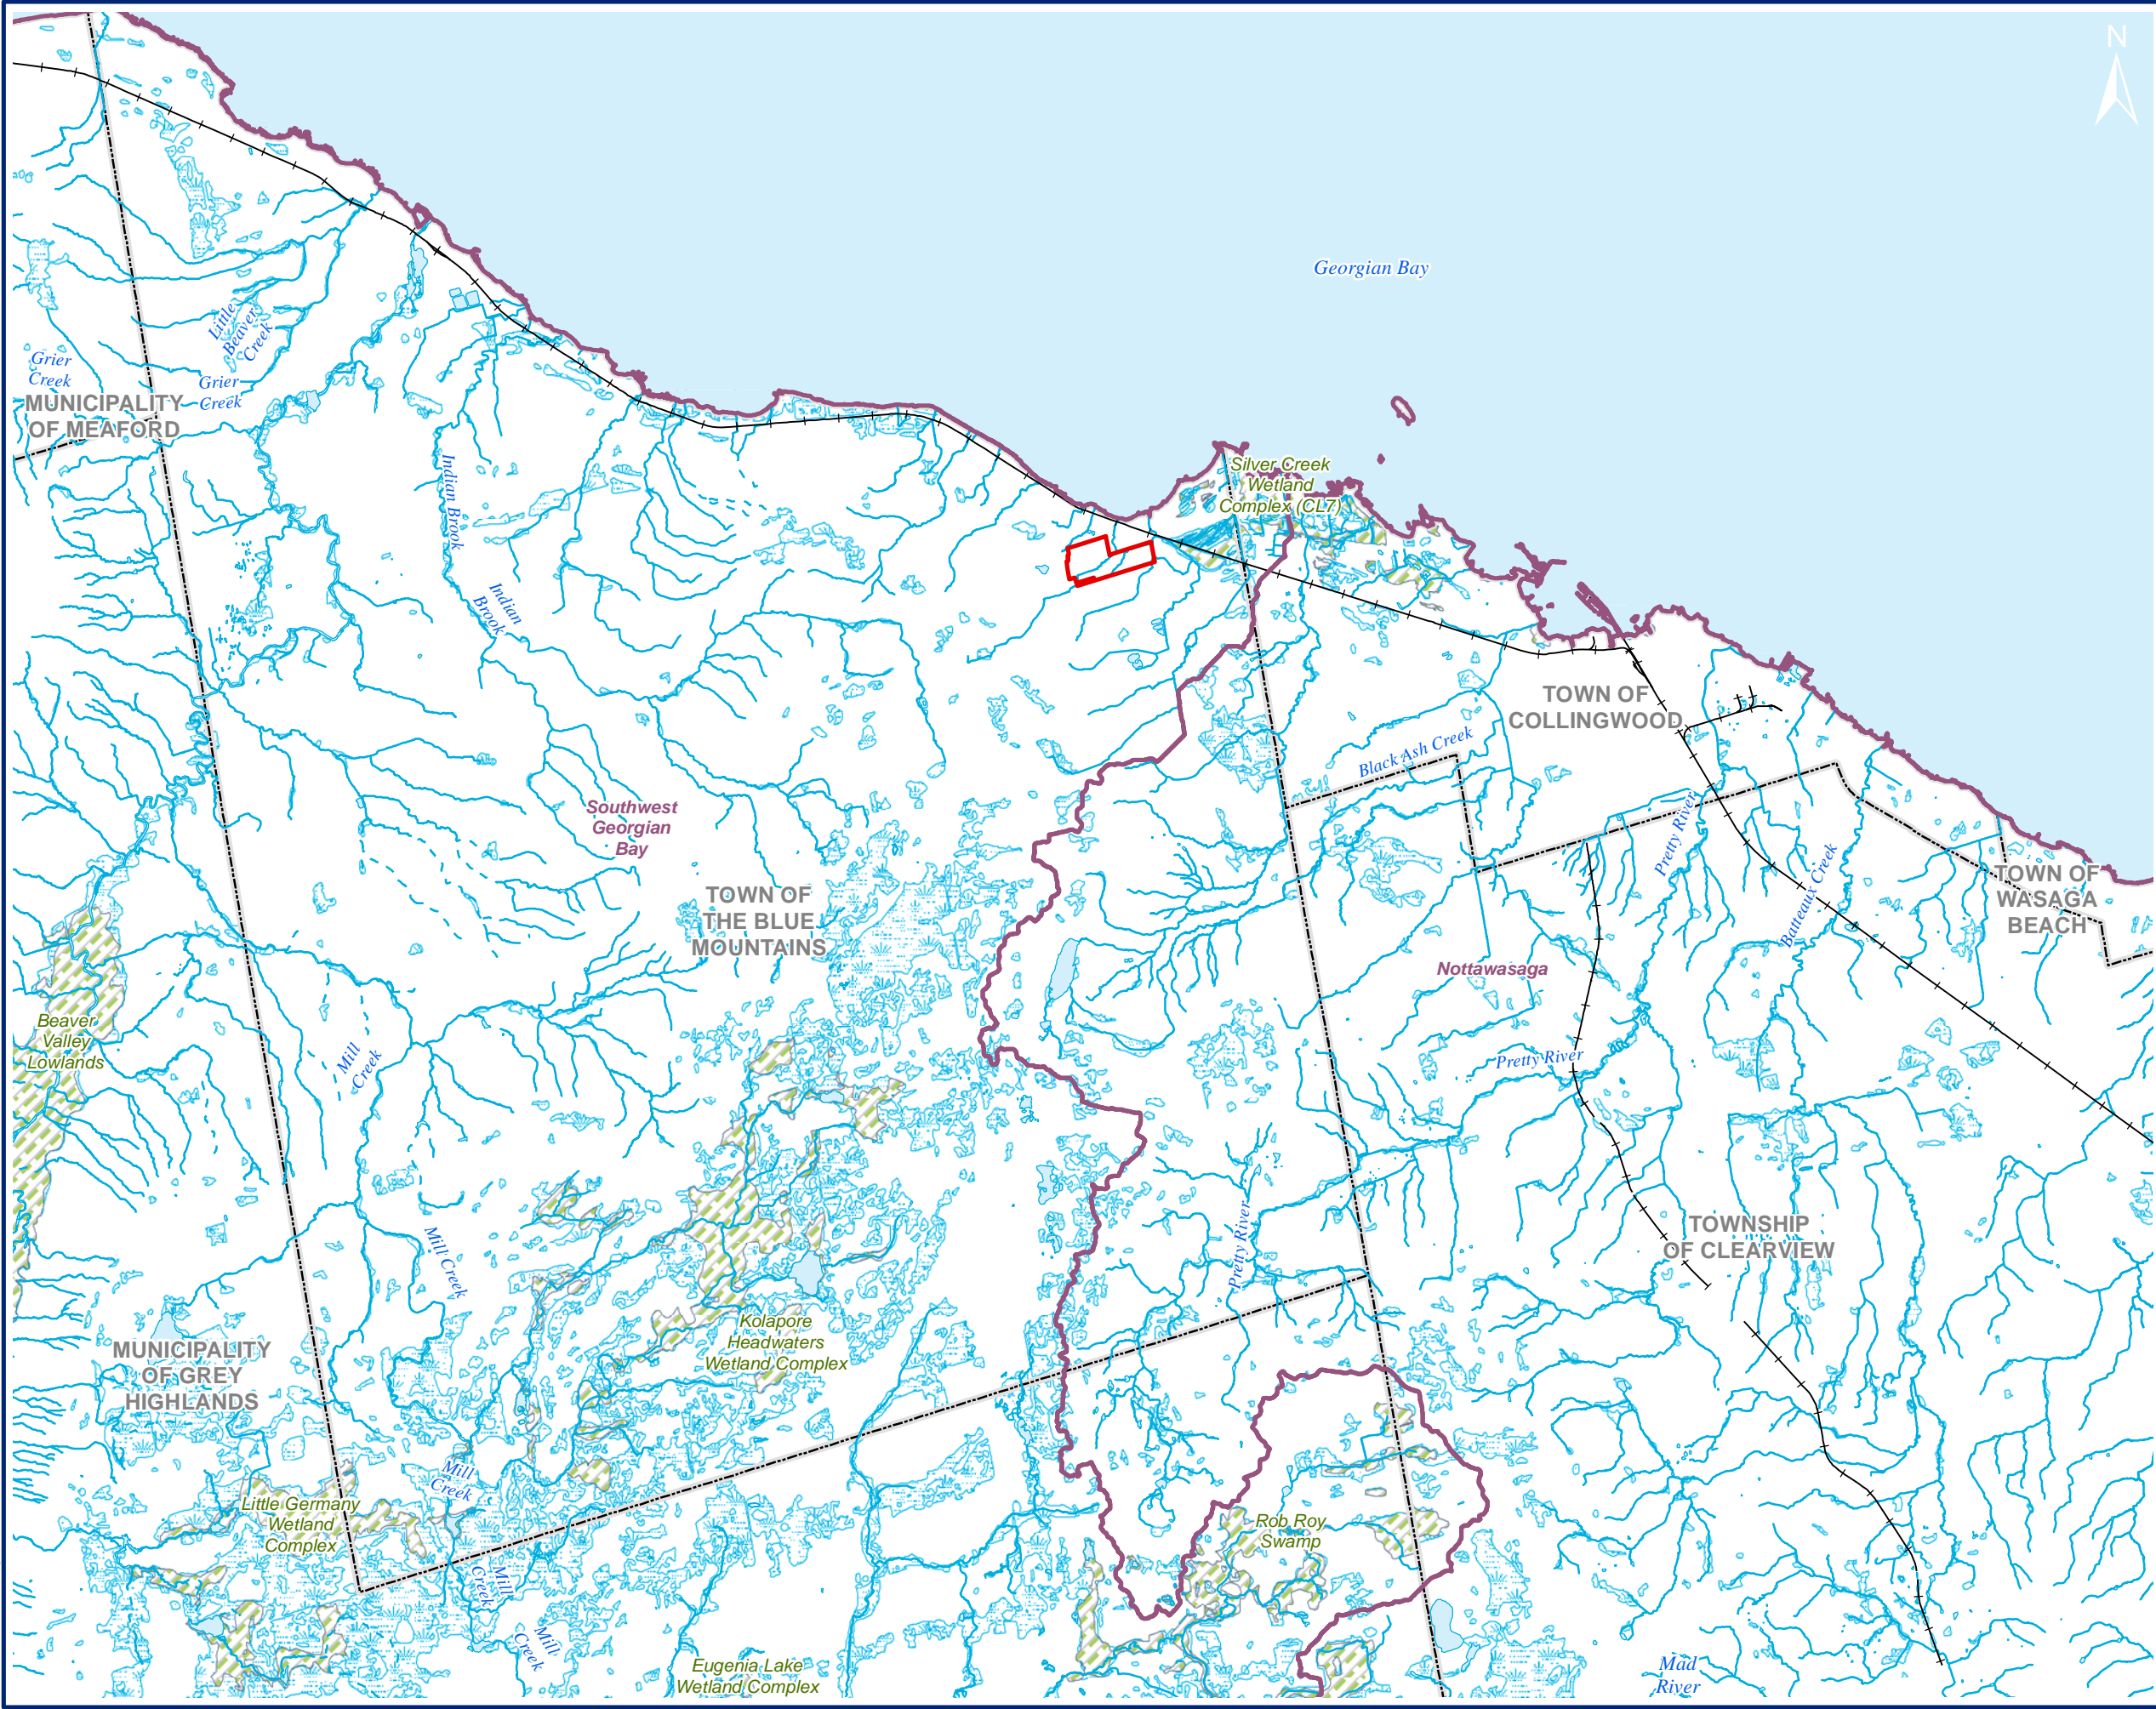 N
Georgian Bay
Little
Beaver
Creek
Grier
Creek
Grier
Creek
MUNICIPALITY
OF MEAFORD
Indian Brook
Silver Creek
Wetland
Complex (CL7)
Indian
Brook
TOWN OF
COLLINGWOOD
Black Ash Creek
Southwest
Georgian
Bay
Pretty River
Batteaux Creek
TOWN OF
WASAGA
BEACH
TOWN OF
THE BLUE
MOUNTAINS
Nottawasaga
Beaver
Valley
Lowlands
Mill
Creek
Pretty River
Mill Creek
Pretty River
TOWNSHIP
OF CLEARVIEW
Kolapore
Headwaters
Wetland Complex
MUNICIPALITY
OF GREY
HIGHLANDS
Mill
Creek
Little Germany
Wetland
Complex
Rob Roy
Swamp
Mill
Creek
Mill
Creek
Eugenia Lake
Wetland Complex
Mad
River